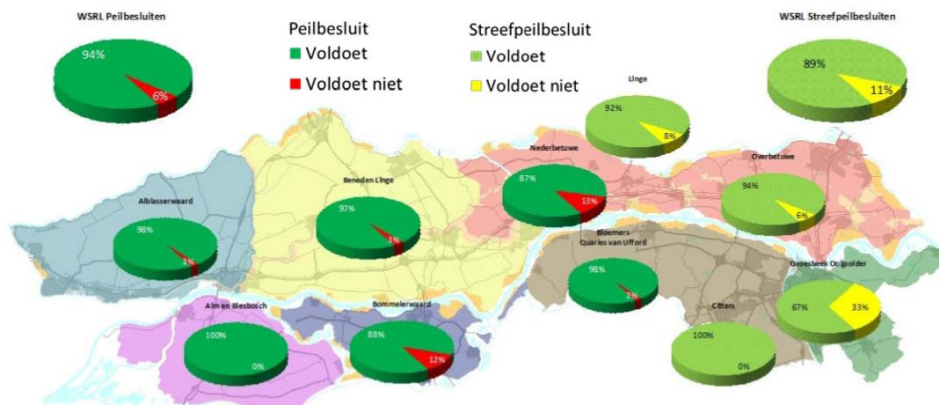 WSRL Peilbesluiten
94%
6%
Peilbesluit
Voldoet
Voldoet niet
Streefpeilbesluit
Voldoet
Voldoet niet
WSRL Streefpeilbesluiten
89%
11%
Linge
92%
8%
Nederbetuwe
87%
13%
Overbetuwe
94%
6%
Beneden Linge
97%
3%
Alblasserwaard
98%
2%
Bloemers
Quarles van Ufford
98%
2%
Groesbeek Ooijpolder
67%
33%
Citters
100%
0%
Alm en Biesbosch
100%
0%
Bommelerwaard
88%
12%